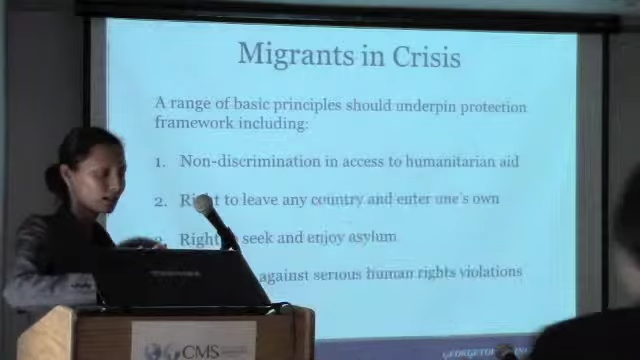 Migrants in Crisis
A range of basic principles should underpin protection
framework including:
1. Non-discrimination in access to humanitarian aid
2. Right to leave any country and enter one's own
Right seek and enjoy asylum
against serious human rights violations
TOSHIBA
CMS